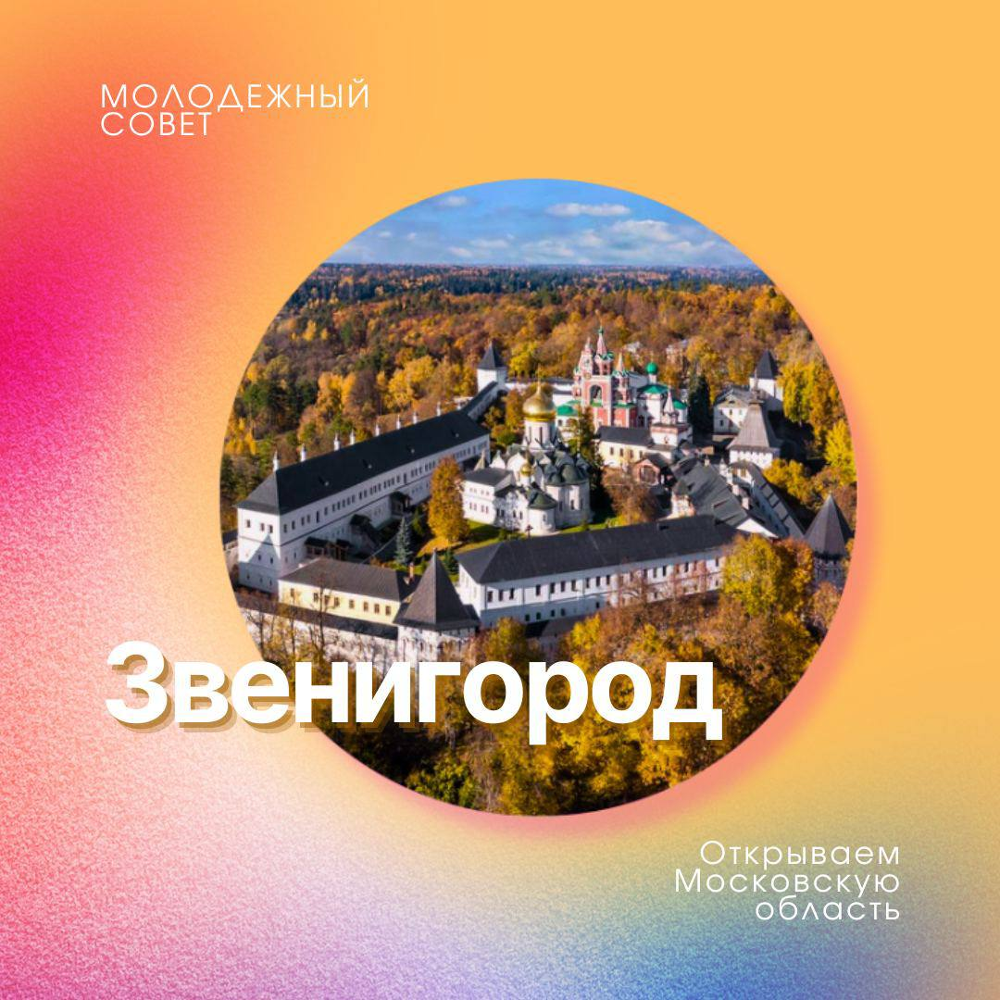 МОЛОДЕЖНЫЙ
СОВЕТ
Звенигород
Открываем
Московскую
область